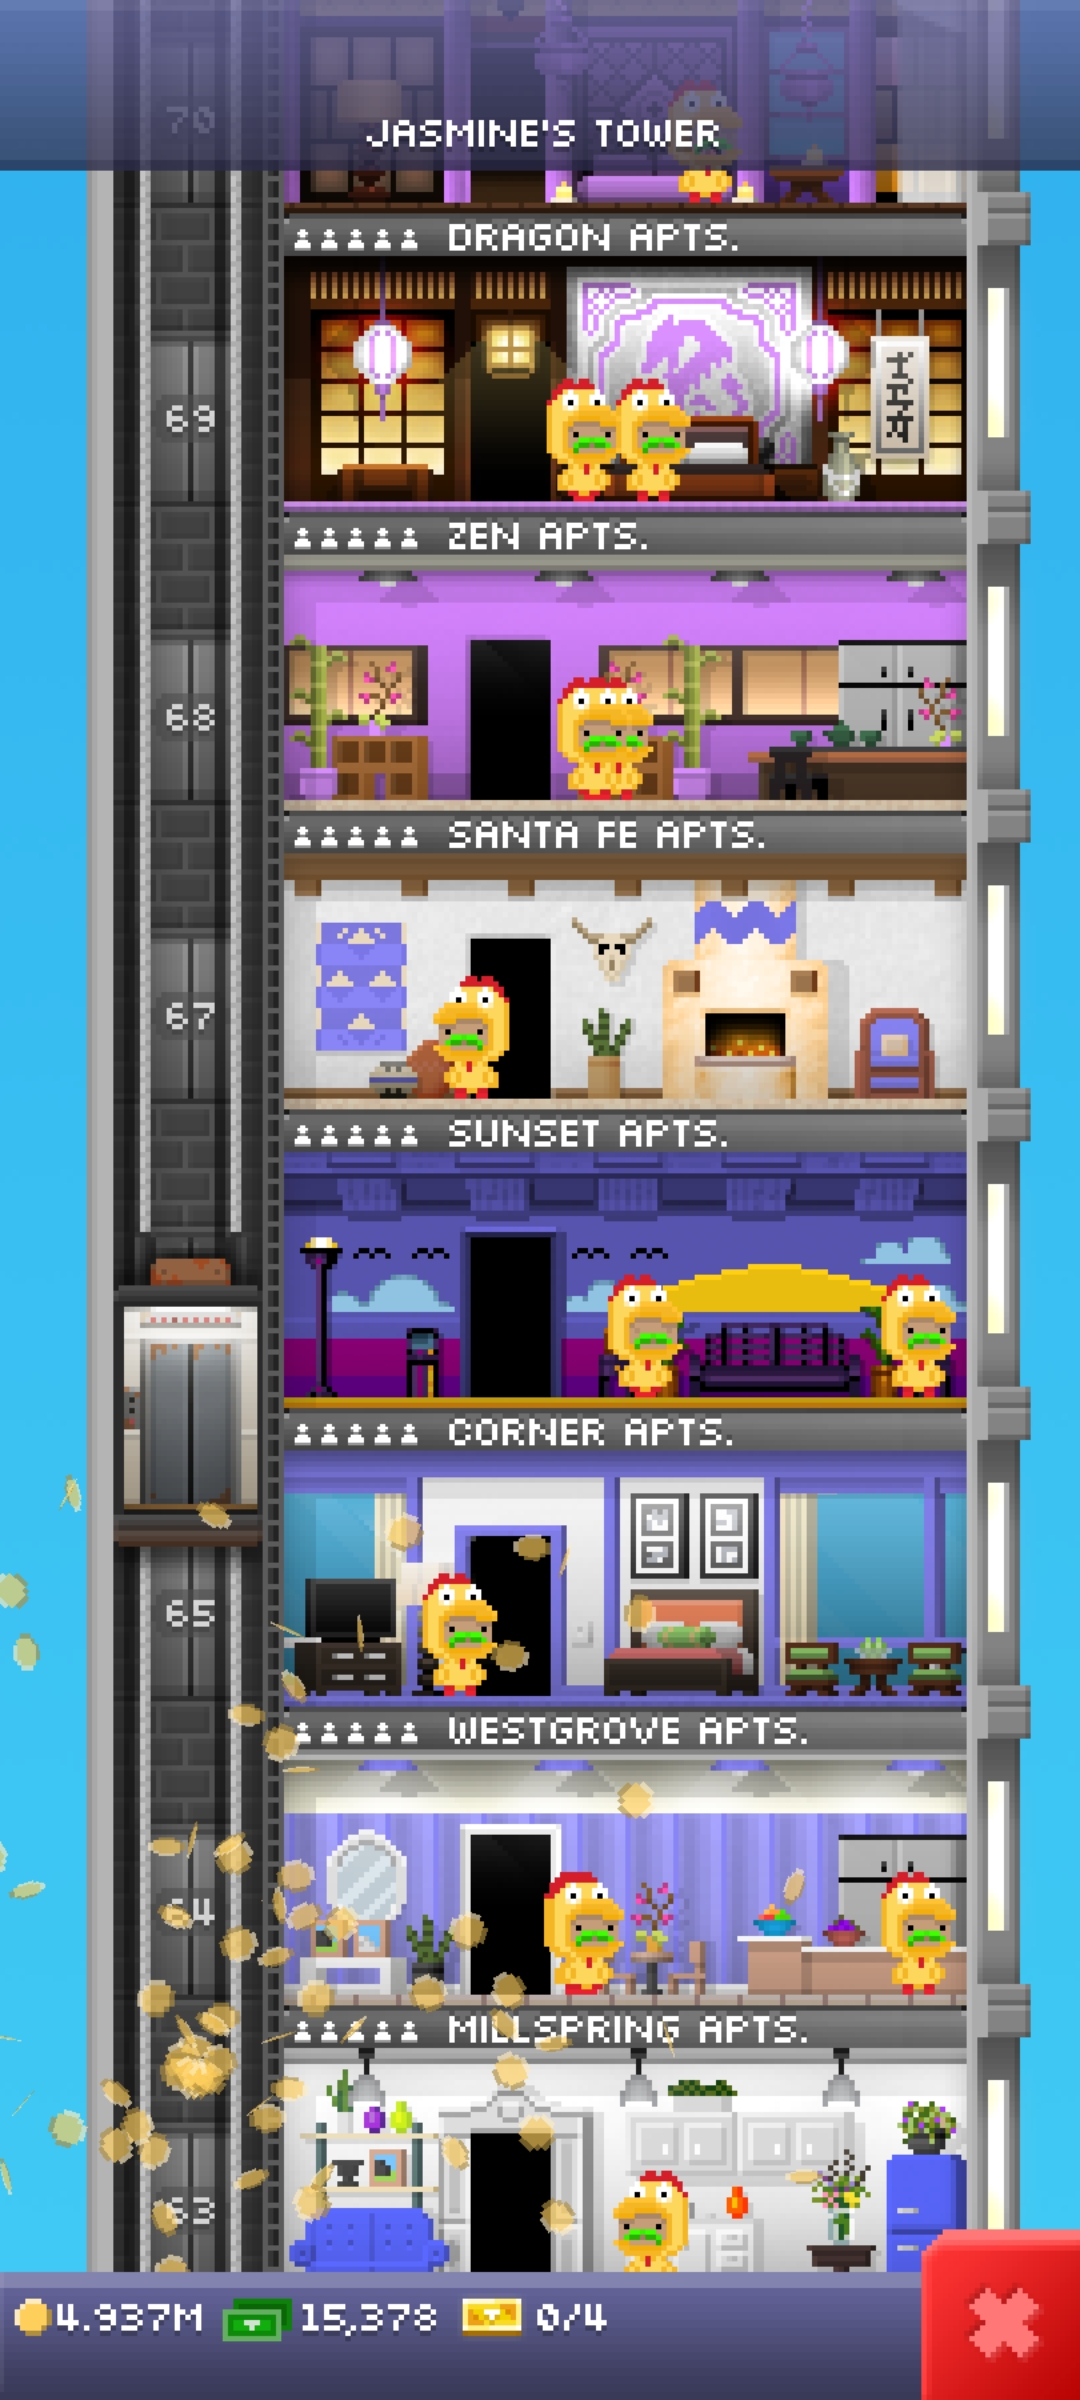 70
JASMINE'S TOWER
DRAGON APTS.
69
ZEN APTS.
68
SANTA FE APTS.
67
SUNSET APTS.
CORNER APTS.
65
WESTGROVE APTS.
64
MILLSPRING APTS.
63
4.937M 15,378 0/4